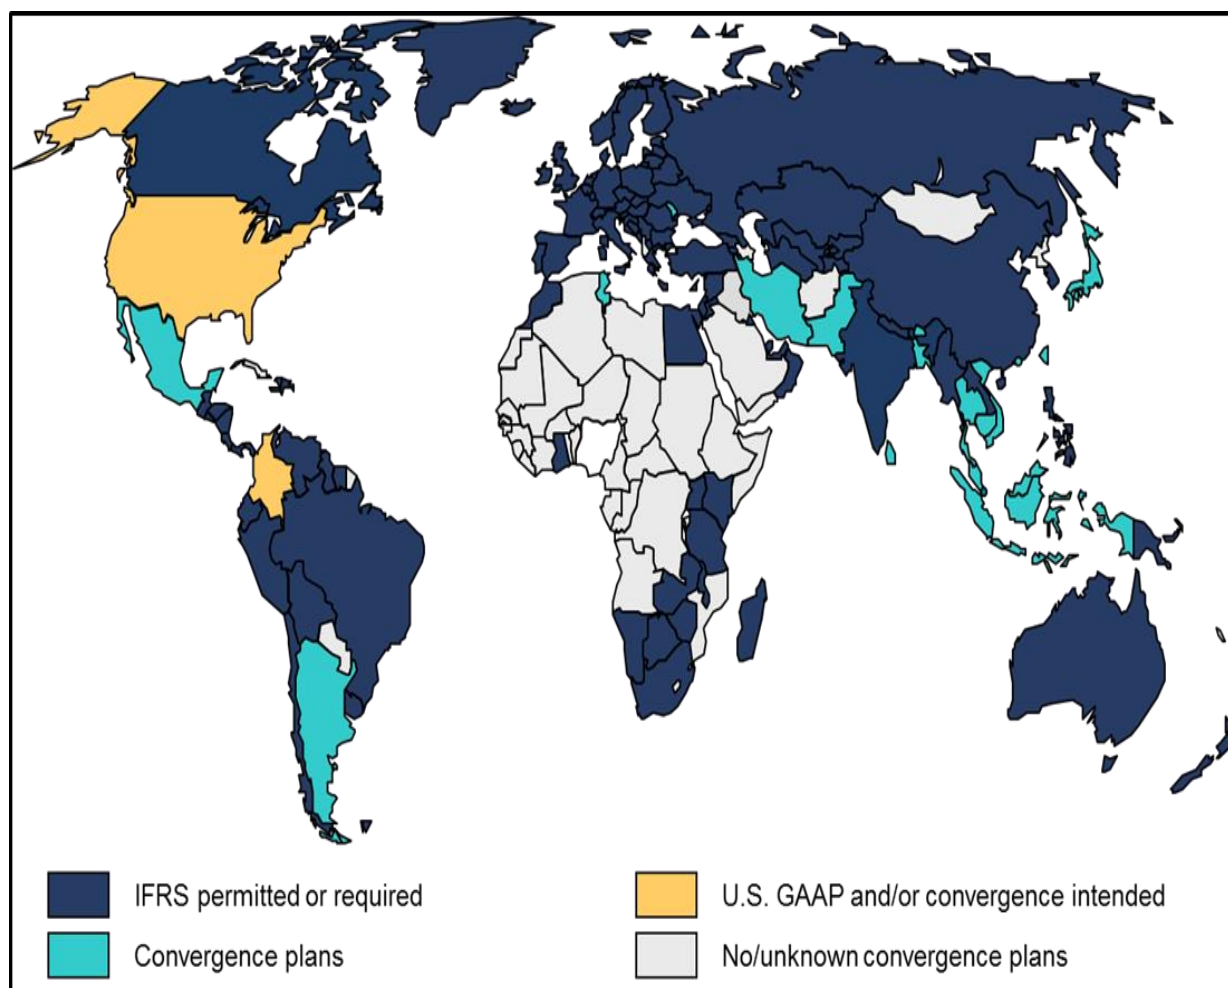 IFRS permitted or required
U.S. GAAP and/or convergence intended
Convergence plans
No/unknown convergence plans